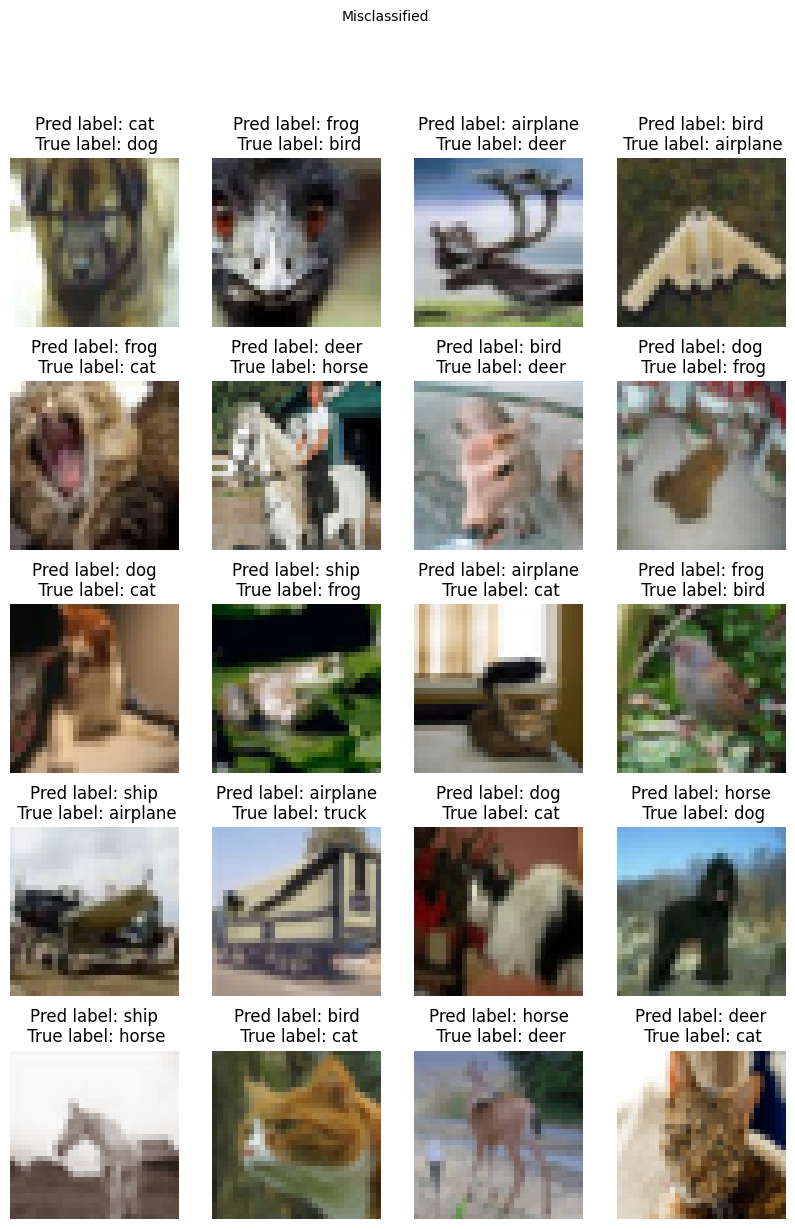 Misclassified
Pred label: cat
True label: dog
Pred label: frog
True label: bird
Pred label: airplane
True label: deer
Pred label: bird
True label: airplane
Pred label: frog
True label: cat
Pred label: deer
True label: horse
Pred label: bird
True label: deer
Pred label: dog
True label: frog
Pred label: dog
True label: cat
Pred label: ship
True label: frog
Pred label: airplane
True label: cat
Pred label: frog
True label: bird
Pred label: ship
True label: airplane
Pred label: airplane
True label: truck
Pred label: dog
True label: cat
Pred label: horse
True label: dog
Pred label: ship
True label: horse
Pred label: bird
True label: cat
Pred label: horse
True label: deer
Pred label: deer
True label: cat